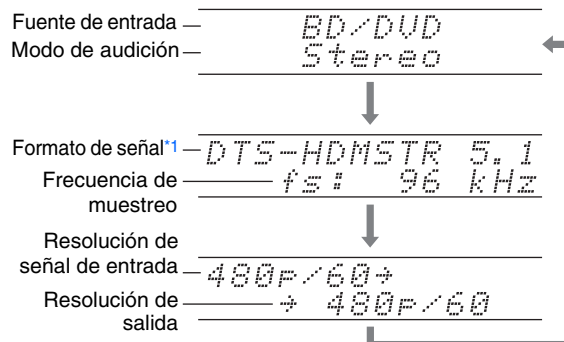 Fuente de entrada
BD/DVD
Modo de audición
Stereo
Formato de señal*1
DTS-HDMSTR 5.1
Frecuencia de muestreo
fs: 96 kHz
Resolución de señal de entrada
480p/60→
Resolución de salida
→ 480p/60